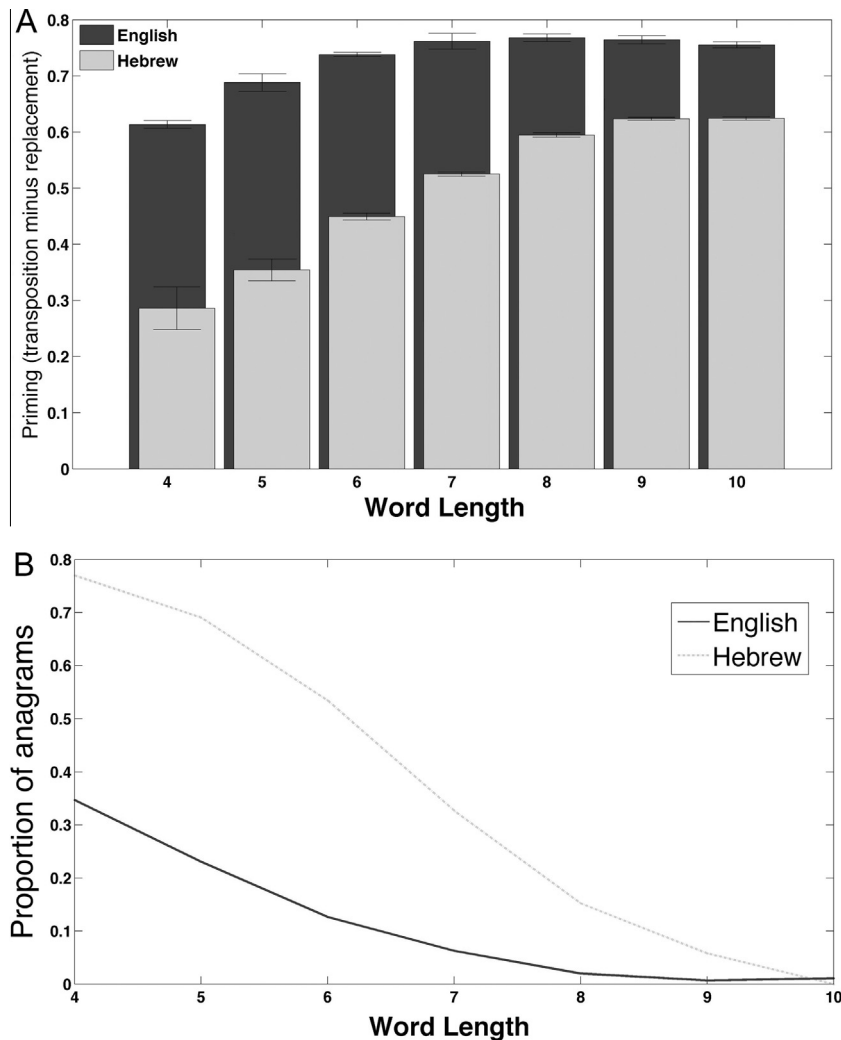 A
0.8
English
Hebrew
0.7
0.6
0.5
0.4
0.3
0.2
0.1
0
Priming (transposition minus replacement)
4 5 6 7 8 9 10
Word Length
B
0.8
0.7
0.6
0.5
0.4
0.3
0.2
0.1
0
English
Hebrew
Proportion of anagrams
4 5 6 7 8 9 10
Word Length